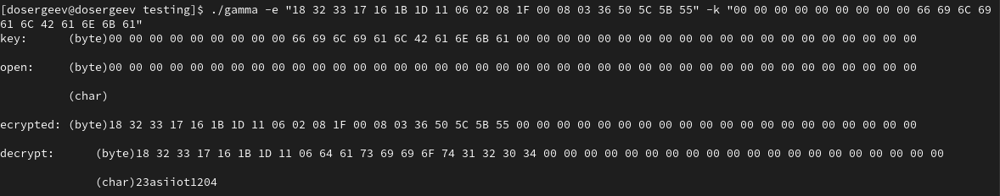 [dosergeev@dosergeev testing]$ ./gamma -e "18 32 33 17 16 1B 1D 11 06 02 08 1F 00 08 03 36 50 5C 5B 55" -k "00 00 00 00 00 00 00 00 00 66 69 6C 69
61 6C 42 61 6E 6B 61"
key: (byte)00 00 00 00 00 00 00 00 00 66 69 6C 69 61 6C 42 61 6E 6B 61 00 00 00 00 00 00 00 00 00 00 00 00 00 00 00 00 00 00 00 00
open: (byte)00 00 00 00 00 00 00 00 00 00 00 00 00 00 00 00 00 00 00 00 00 00 00 00 00 00 00 00 00 00 00 00 00 00 00 00 00 00 00 00
(char)
ecrypted: (byte)18 32 33 17 16 1B 1D 11 06 02 08 1F 00 08 03 36 50 5C 5B 55 00 00 00 00 00 00 00 00 00 00 00 00 00 00 00 00 00 00 00 00
decrypt: (byte)18 32 33 17 16 1B 1D 11 06 64 61 73 69 69 6F 74 31 32 30 34 00 00 00 00 00 00 00 00 00 00 00 00 00 00 00 00 00 00 00 00
(char)23asiiot1204